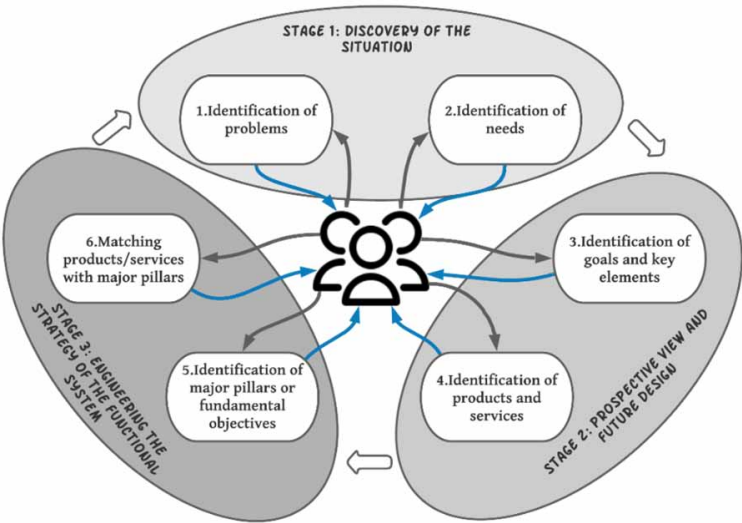 STAGE 1: DISCOVERY OF THE
SITUATION
1.Identification of
problems
2.Identification of
needs
3.Identification of
goals and key
elements
4.Identification of
products and
services
STAGE 2: PROSPECTIVE VIEW AND
FUTURE DESIGN
5.Identification of
major pillars or
fundamental
objectives
6.Matching
products/services
with major pillars
STAGE 3: ENGINEERING THE
STRATEGY OF THE FUNCTIONAL
SYSTEM